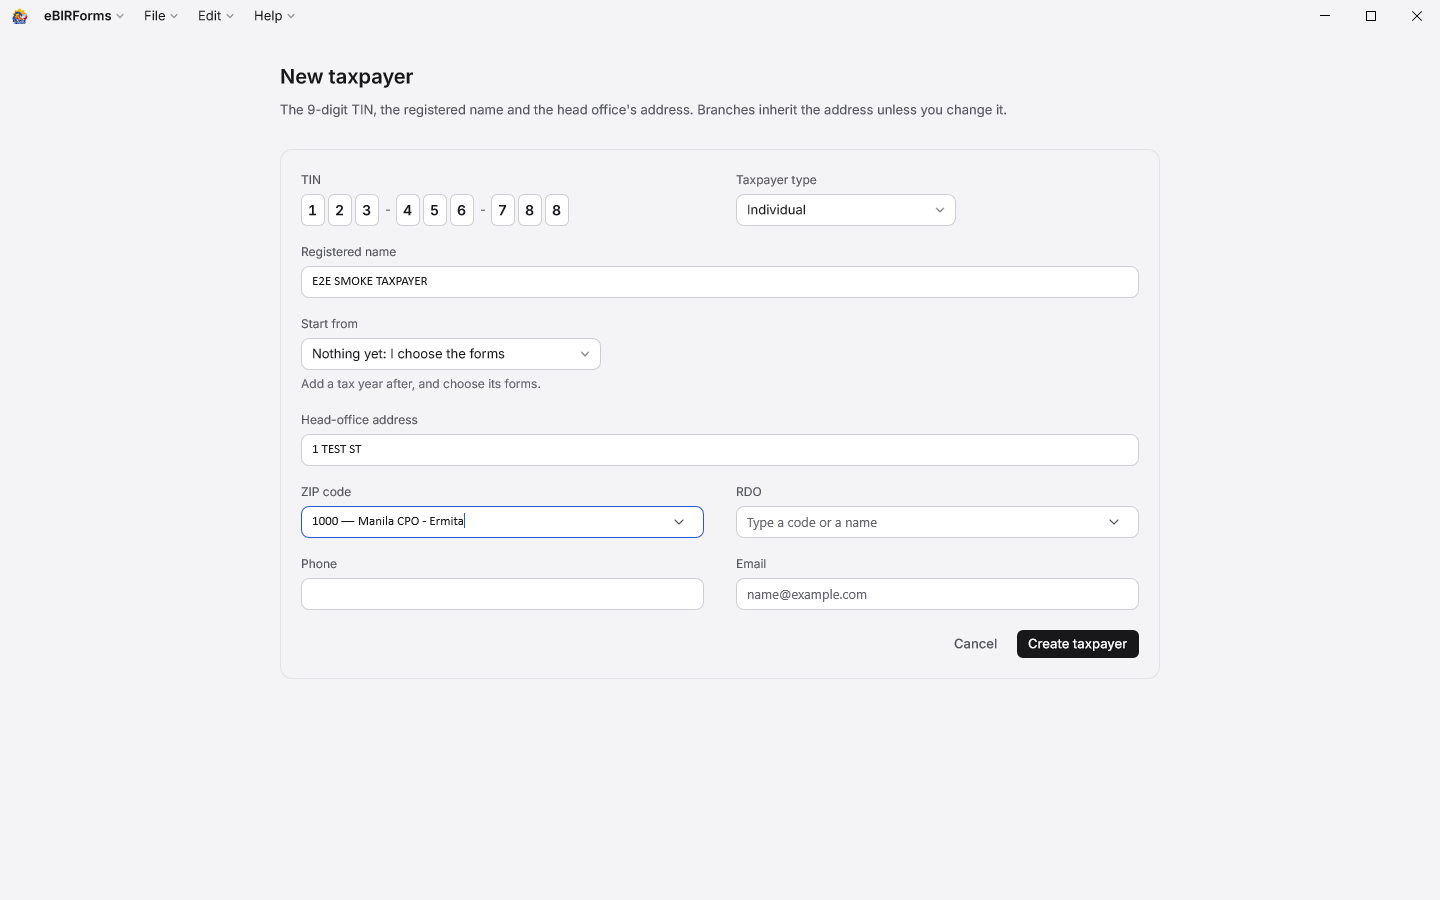 eBIRForms File Edit Help
New taxpayer
The 9-digit TIN, the registered name and the head office's address. Branches inherit the address unless you change it.
TIN
1 2 3 - 4 5 6 - 7 8 8
Taxpayer type
Individual
Registered name
E2E SMOKE TAXPAYER
Start from
Nothing yet: I choose the forms
Add a tax year after, and choose its forms.
Head-office address
1 TEST ST
ZIP code
1000 — Manila CPO - Ermita
RDO
Type a code or a name
Phone
Email
name@example.com
Cancel Create taxpayer